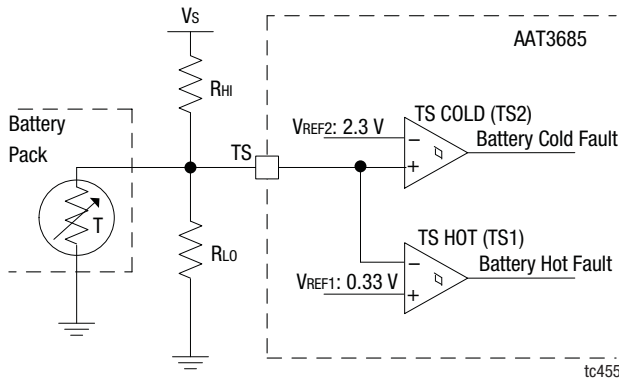 Vs
AAT3685
RHI
Battery
Pack
VREF2: 2.3 V
TS COLD (TS2)
Battery Cold Fault
TS
−
+
T
RLO
TS HOT (TS1)
Battery Hot Fault
VREF1: 0.33 V
−
+
tc455